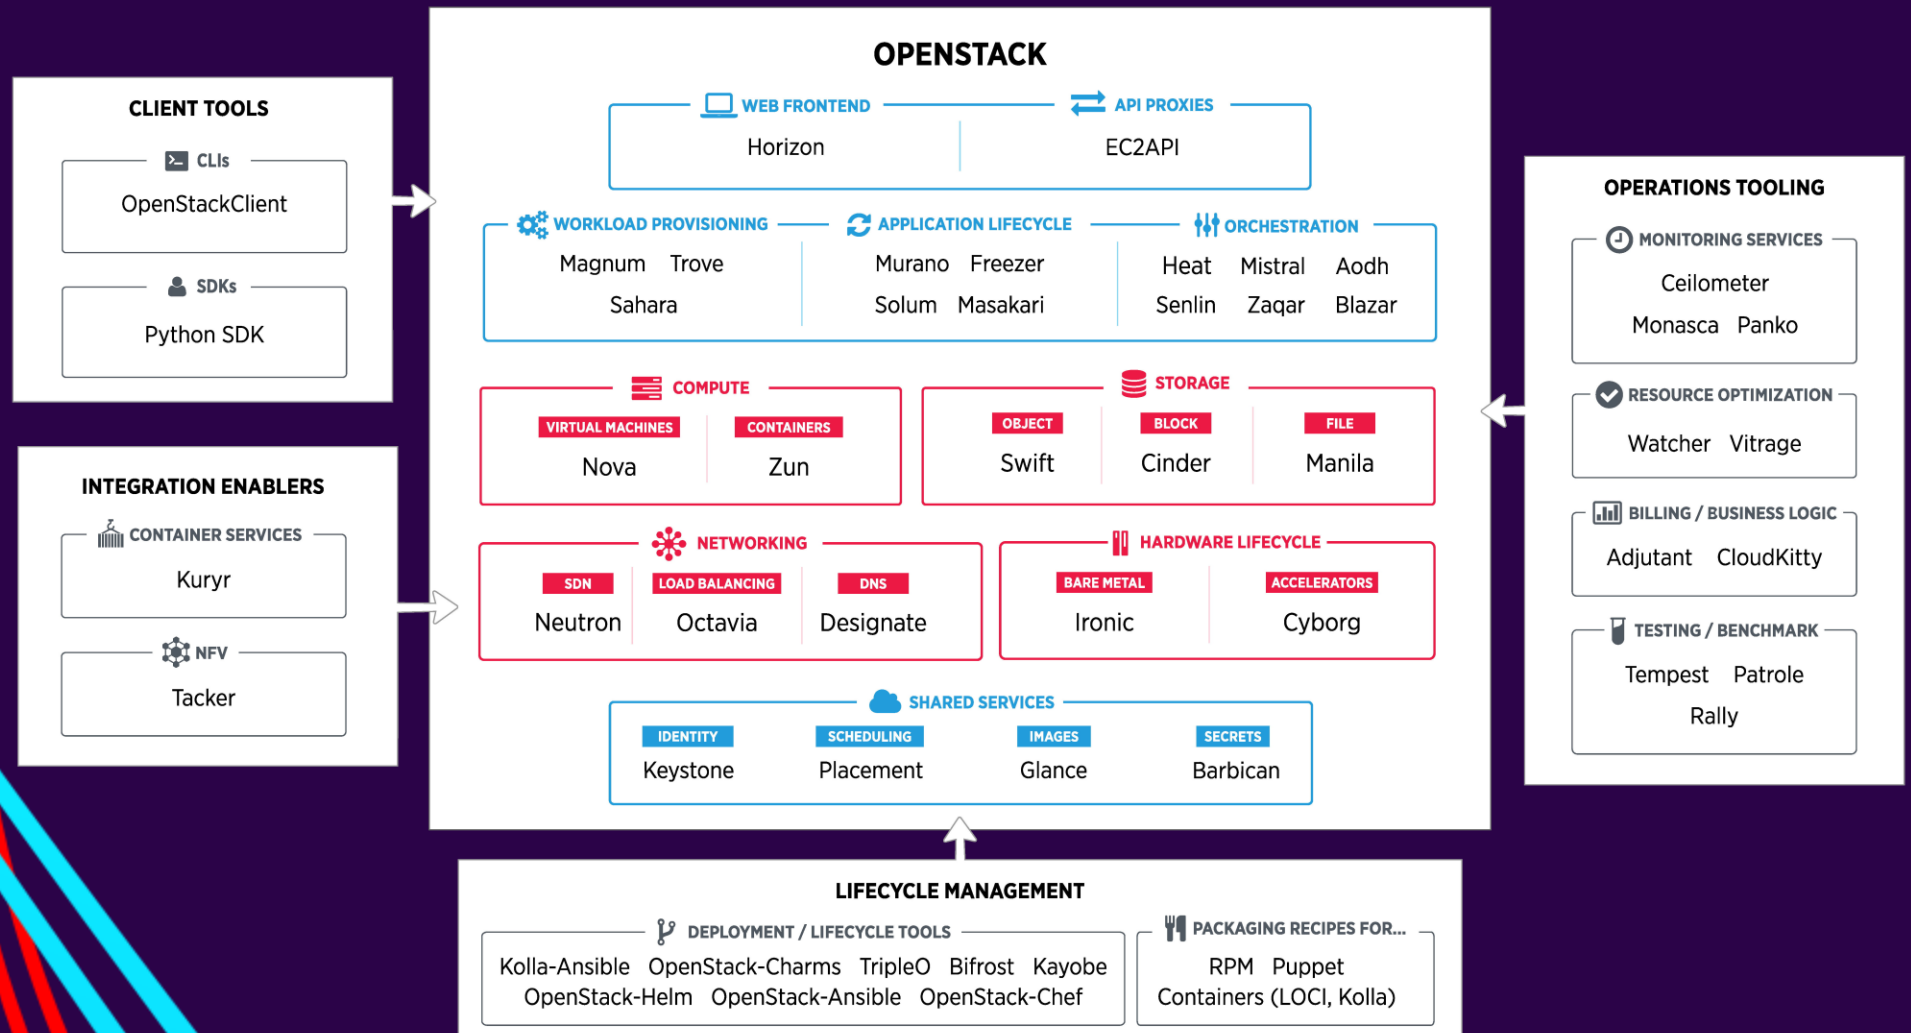 OPENSTACK
WEB FRONTEND
Horizon
API PROXIES
EC2API
WORKLOAD PROVISIONING
Magnum Trove
Sahara
APPLICATION LIFECYCLE
Murano Freezer
Solum Masakari
ORCHESTRATION
Heat Mistral Aodh
Senlin Zaqar Blazar
COMPUTE
VIRTUAL MACHINES
Nova
CONTAINERS
Zun
STORAGE
OBJECT
Swift
BLOCK
Cinder
FILE
Manila
NETWORKING
SDN
Neutron
LOAD BALANCING
Octavia
DNS
Designate
HARDWARE LIFECYCLE
BARE METAL
Ironic
ACCELERATORS
Cyborg
SHARED SERVICES
IDENTITY
Keystone
SCHEDULING
Placement
IMAGES
Glance
SECRETS
Barbican
CLIENT TOOLS
CLIs
OpenStackClient
SDKs
Python SDK
INTEGRATION ENABLERS
CONTAINER SERVICES
Kuryr
NFV
Tacker
OPERATIONS TOOLING
MONITORING SERVICES
Ceilometer
Monasca Panko
RESOURCE OPTIMIZATION
Watcher Vitrage
BILLING / BUSINESS LOGIC
Adjutant CloudKitty
TESTING / BENCHMARK
Tempest Patrole
Rally
LIFECYCLE MANAGEMENT
DEPLOYMENT / LIFECYCLE TOOLS
Kolla-Ansible OpenStack-Charms TripleO Bifrost Kayobe
OpenStack-Helm OpenStack-Ansible OpenStack-Chef
PACKAGING RECIPES FOR...
RPM Puppet
Containers (LOCI, Kolla)